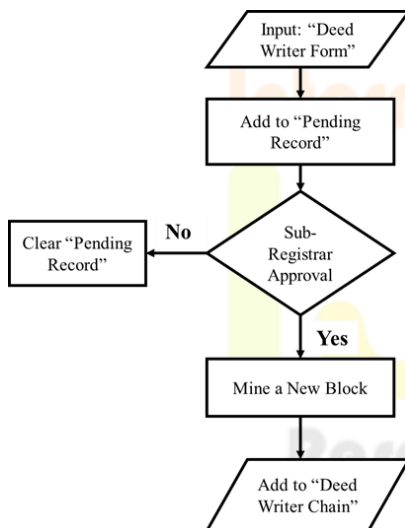 Input: “Deed
Writer Form”
Add to “Pending
Record”
Sub-
Registrar
Approval
No
Clear “Pending
Record”
Yes
Mine a New Block
Add to “Deed
Writer Chain”